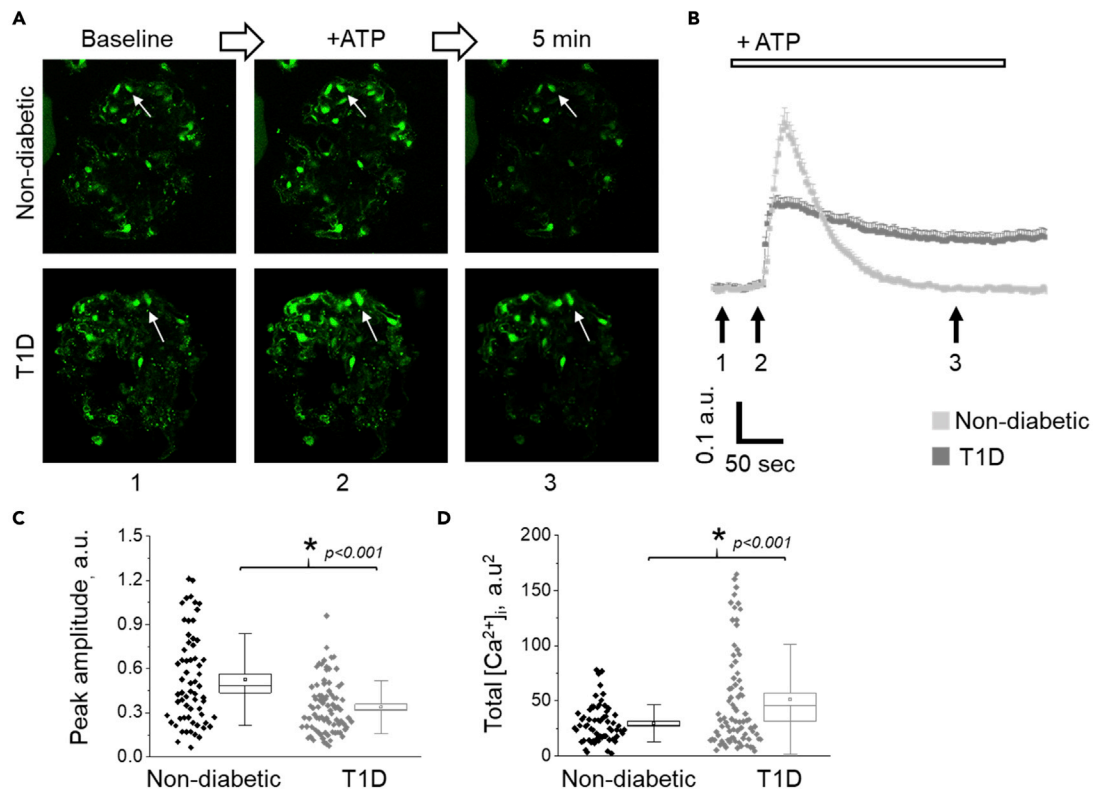 A
Baseline
+ATP
5 min
Non-diabetic
T1D
1
2
3
B
+ ATP
1
2
3
0.1 a.u.
50 sec
Non-diabetic
T1D
C
Peak amplitude, a.u.
1.5
1.2
0.9
0.6
0.3
0.0
*
p<0.001
Non-diabetic
T1D
D
Total [Ca²⁺]ᵢ, a.u²
200
150
100
50
0
*
p<0.001
Non-diabetic
T1D